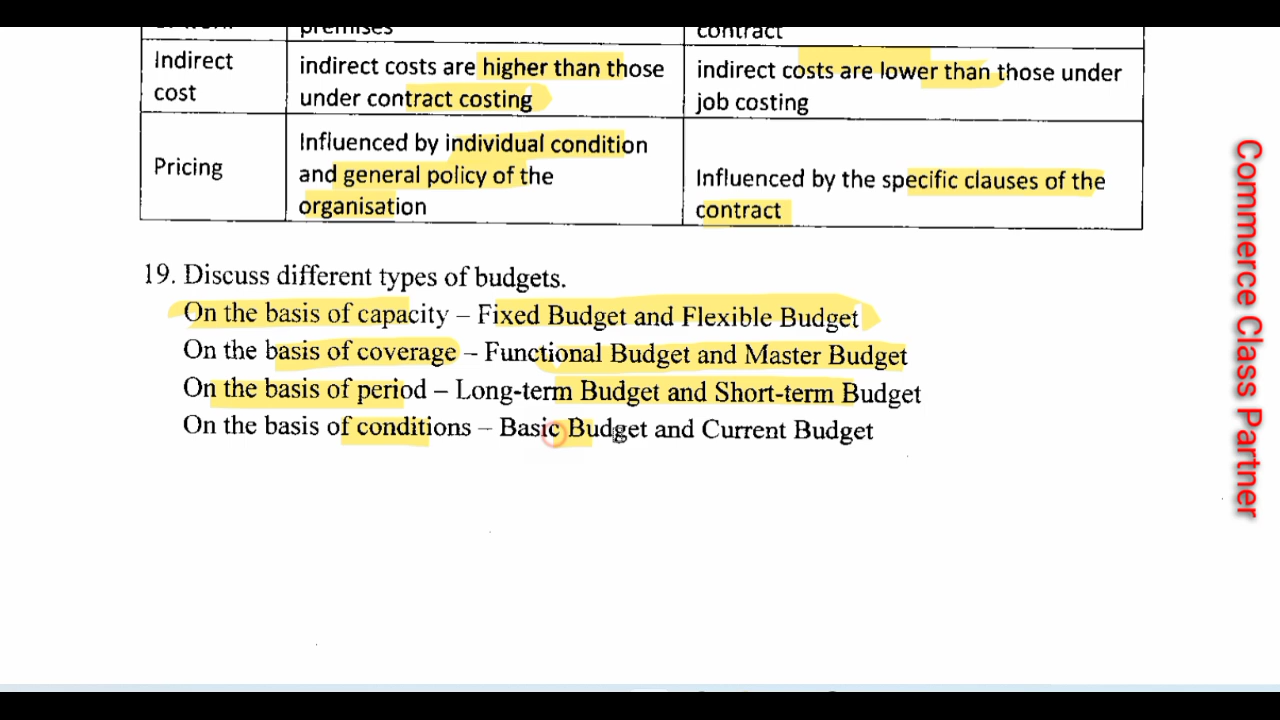 premises
contract
Indirect
cost
indirect costs are higher than those
under contract costing
indirect costs are lower than those under
job costing
Pricing
Influenced by individual condition
and general policy of the
organisation
Influenced by the specific clauses of the
contract
19. Discuss different types of budgets.
On the basis of capacity – Fixed Budget and Flexible Budget
On the basis of coverage – Functional Budget and Master Budget
On the basis of period – Long-term Budget and Short-term Budget
On the basis of conditions – Basic Budget and Current Budget
Commerce Class Partner